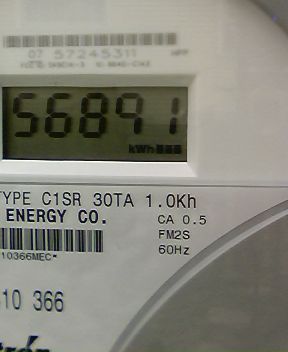 07 57245311
56891
kWh
TYPE C1SR 30TA 1.0Kh
ENERGY CO.
CA 0.5
FM2S
60Hz
10366MEC*
10 366